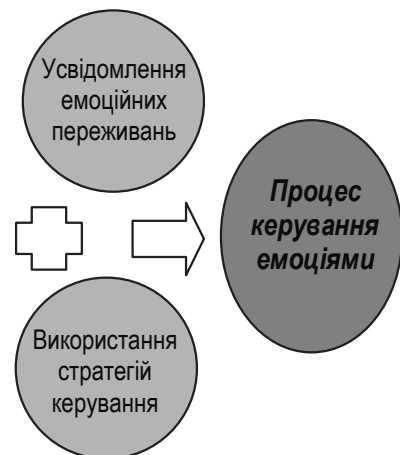 Усвідомлення
емоційних
переживань
Процес
керування
емоціями
Використання
стратегій
керування